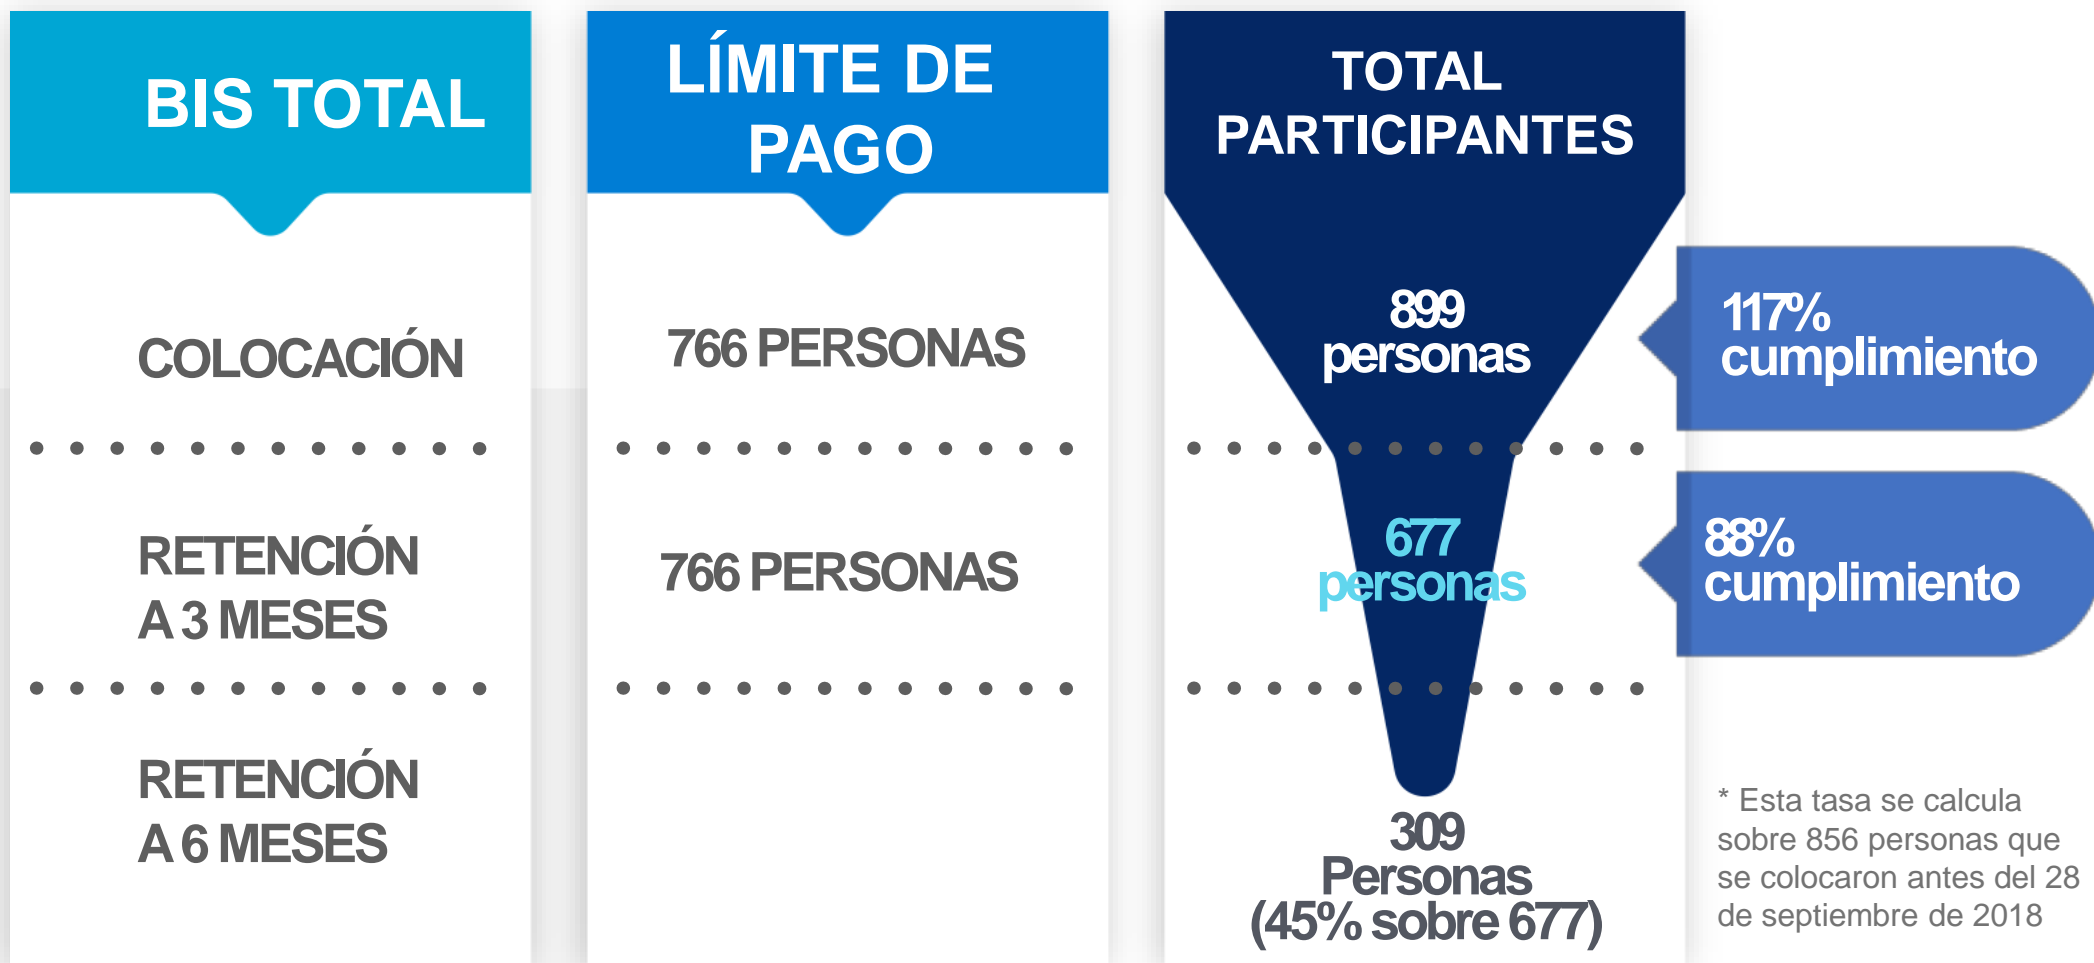 BIS TOTAL
LÍMITE DE
PAGO
TOTAL
PARTICIPANTES
COLOCACIÓN
766 PERSONAS
899
personas
117%
cumplimiento
RETENCIÓN
A 3 MESES
766 PERSONAS
677
personas
88%
cumplimiento
RETENCIÓN
A 6 MESES
309
Personas
(45% sobre 677)
* Esta tasa se calcula
sobre 856 personas que
se colocaron antes del 28
de septiembre de 2018